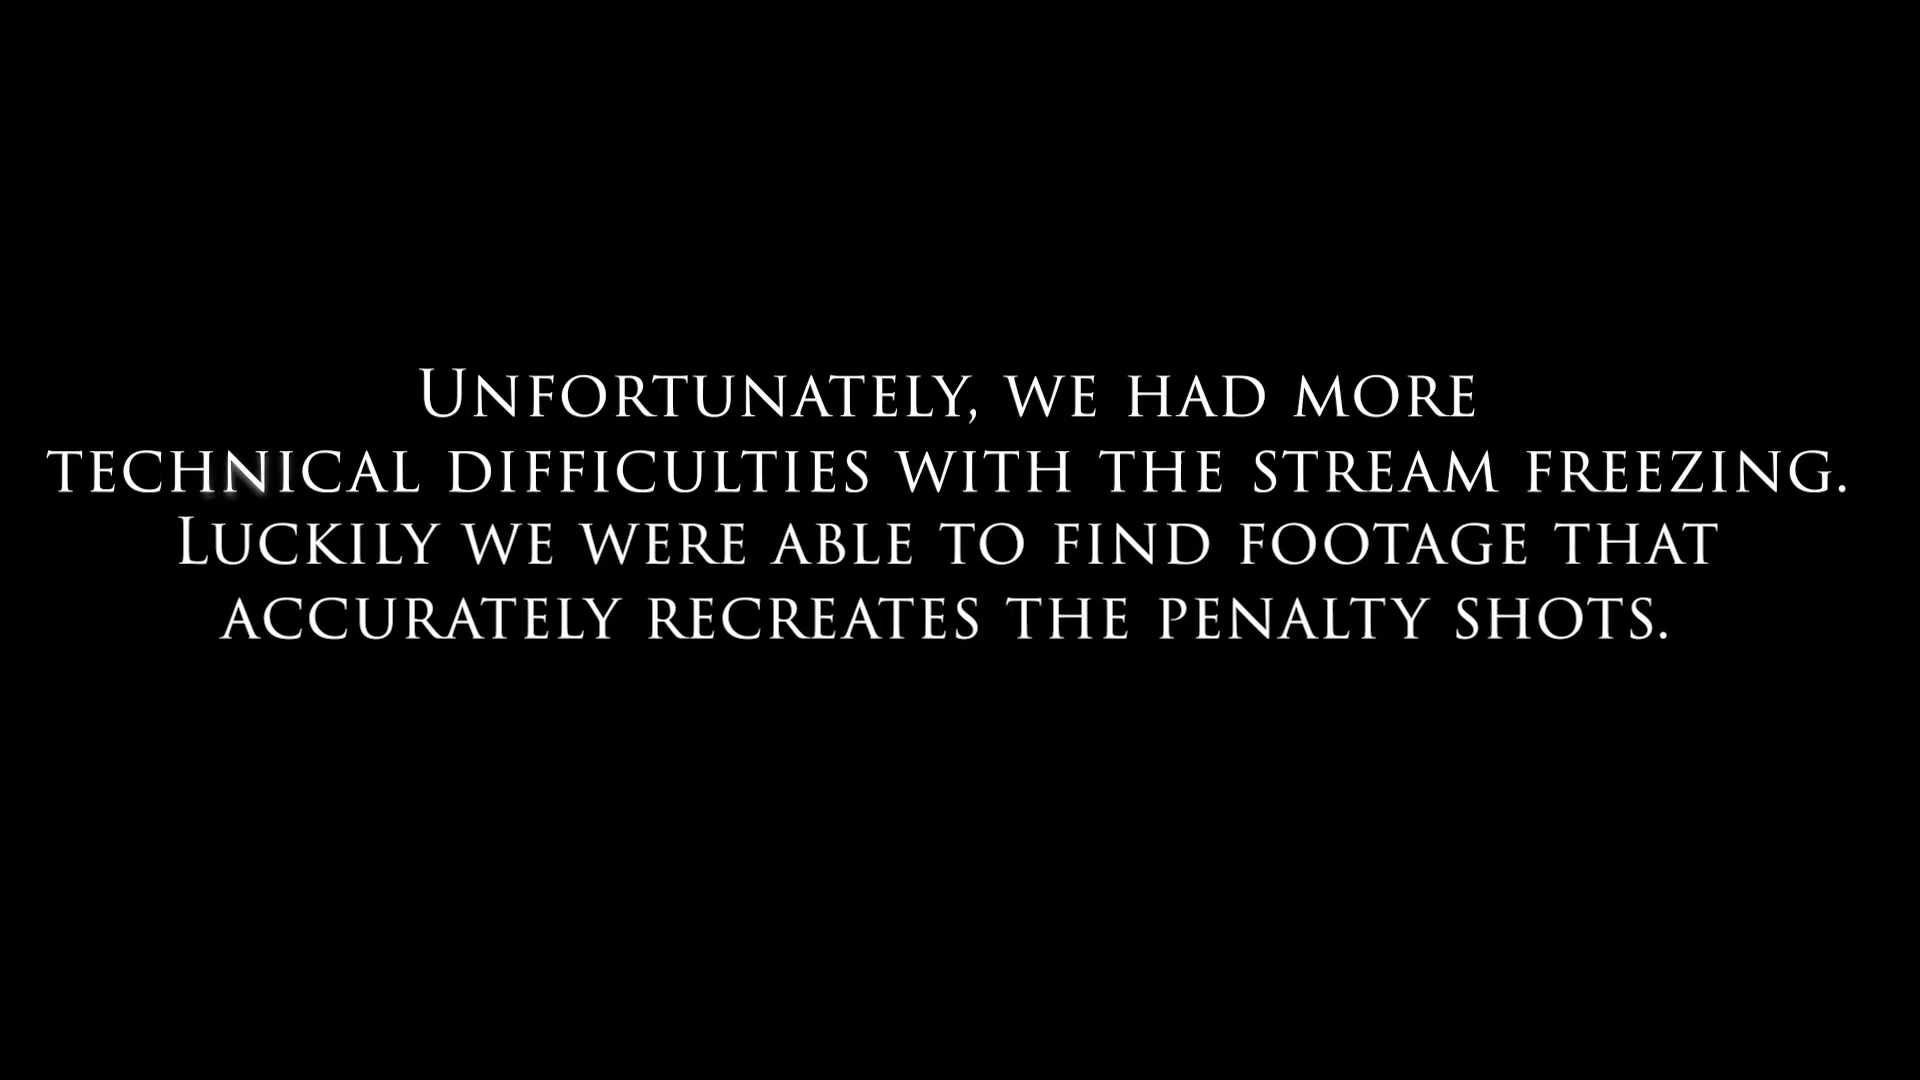 Unfortunately, we had more
technical difficulties with the stream freezing.
Luckily we were able to find footage that
accurately recreates the penalty shots.